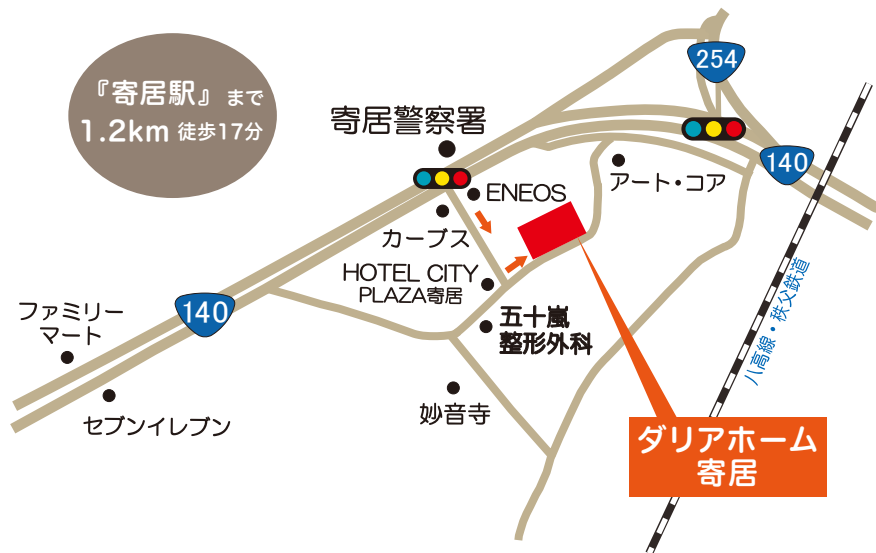 『寄居駅』まで
1.2km 徒歩17分
254
寄居警察署
140
アート・コア
ENEOS
カーブス
HOTEL CITY
PLAZA寄居
八高線・秩父鉄道
140
ファミリー
マート
五十嵐
整形外科
セブンイレブン
妙音寺
ダリアホーム
寄居